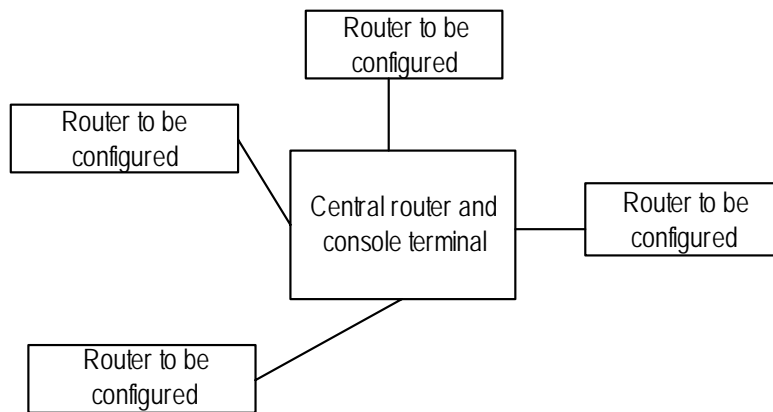 Router to be
configured
Router to be
configured
Central router and
console terminal
Router to be
configured
Router to be
configured